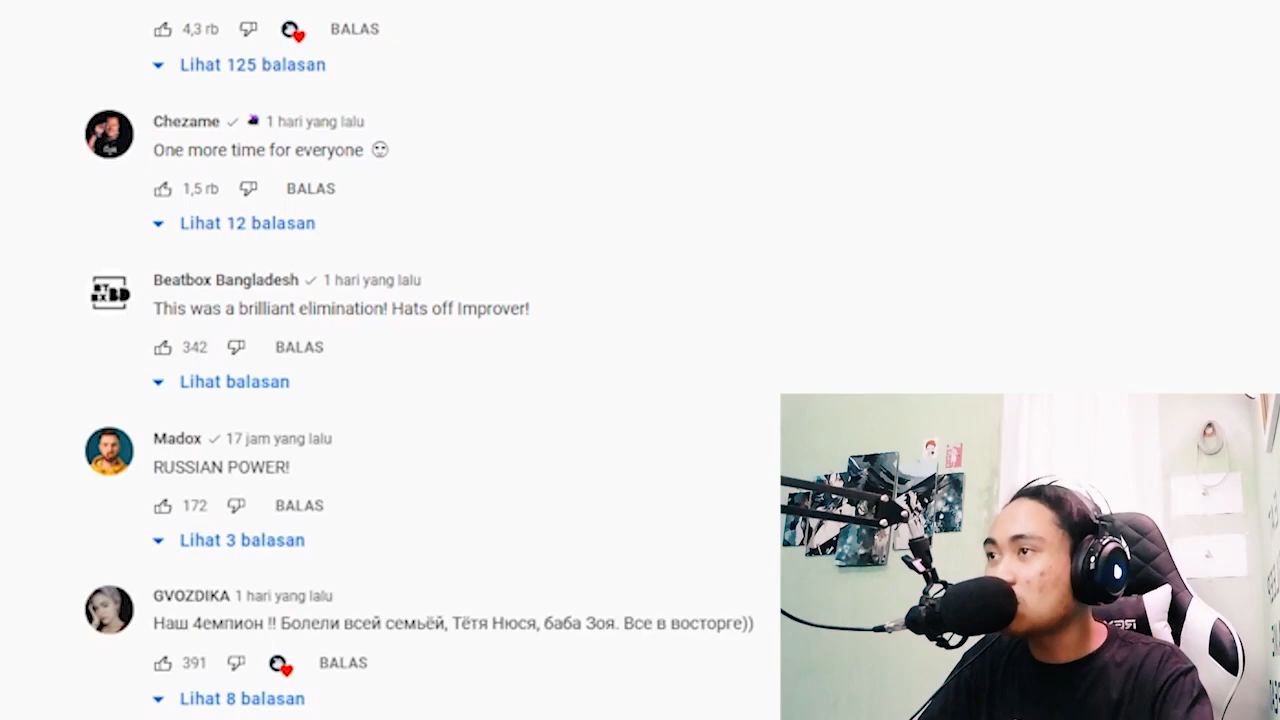 4,3 rb BALAS
Lihat 125 balasan
Chezame 1 hari yang lalu
One more time for everyone
1,5 rb BALAS
Lihat 12 balasan
Beatbox Bangladesh 1 hari yang lalu
This was a brilliant elimination! Hats off Improver!
342 BALAS
Lihat balasan
Madox 17 jam yang lalu
RUSSIAN POWER!
172 BALAS
Lihat 3 balasan
GVOZDIKA 1 hari yang lalu
Наш 4емпион !! Болели всей семьёй, Тётя Нюся, баба Зоя. Все в восторге))
391 BALAS
Lihat 8 balasan